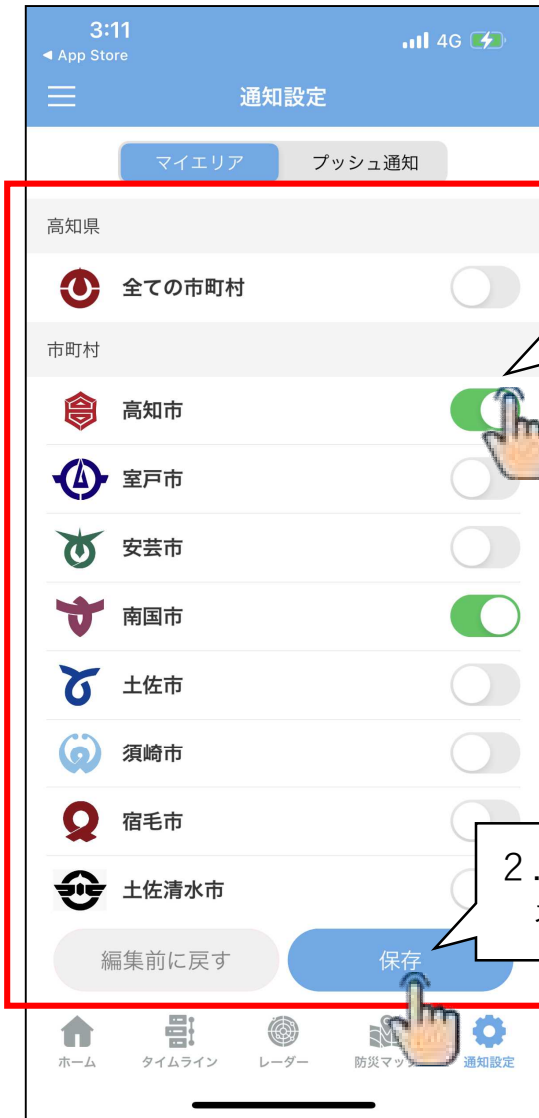 3:11
4G
◀ App Store
通知設定
マイエリア プッシュ通知
高知県
全ての市町村
市町村
高知市
室戸市
安芸市
南国市
土佐市
須崎市
宿毛市
土佐清水市
2.
編集前に戻す 保存
ホーム タイムライン レーダー 防災マッ 通知設定